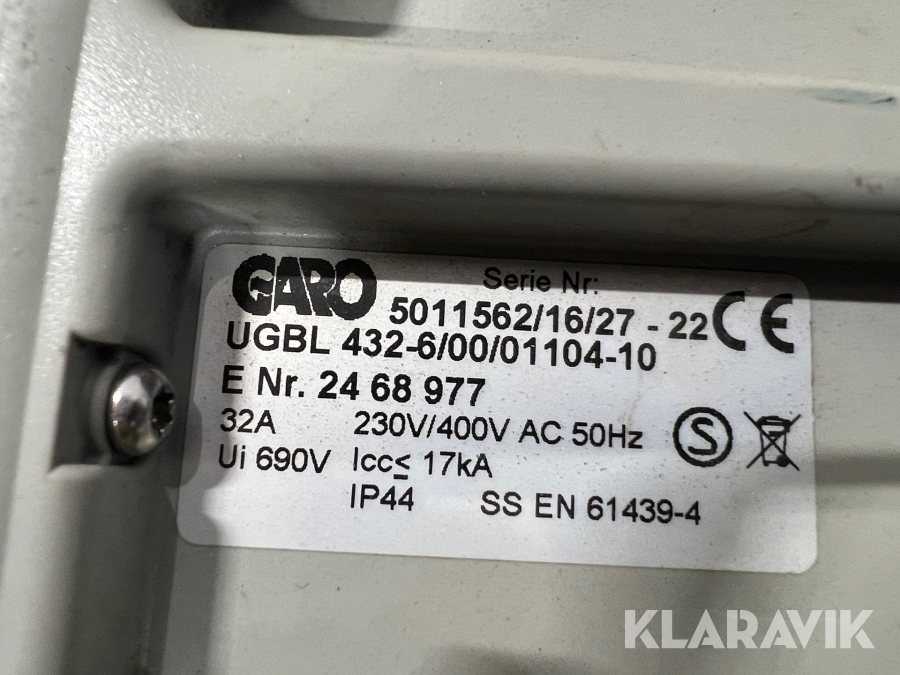 GARO
Serie Nr:
5011562/16/27 - 22 CE
UGBL 432-6/00/01104-10
E Nr. 24 68 977
32A 230V/400V AC 50Hz S
Ui 690V Icc≤ 17kA
IP44 SS EN 61439-4
KLARAVIK